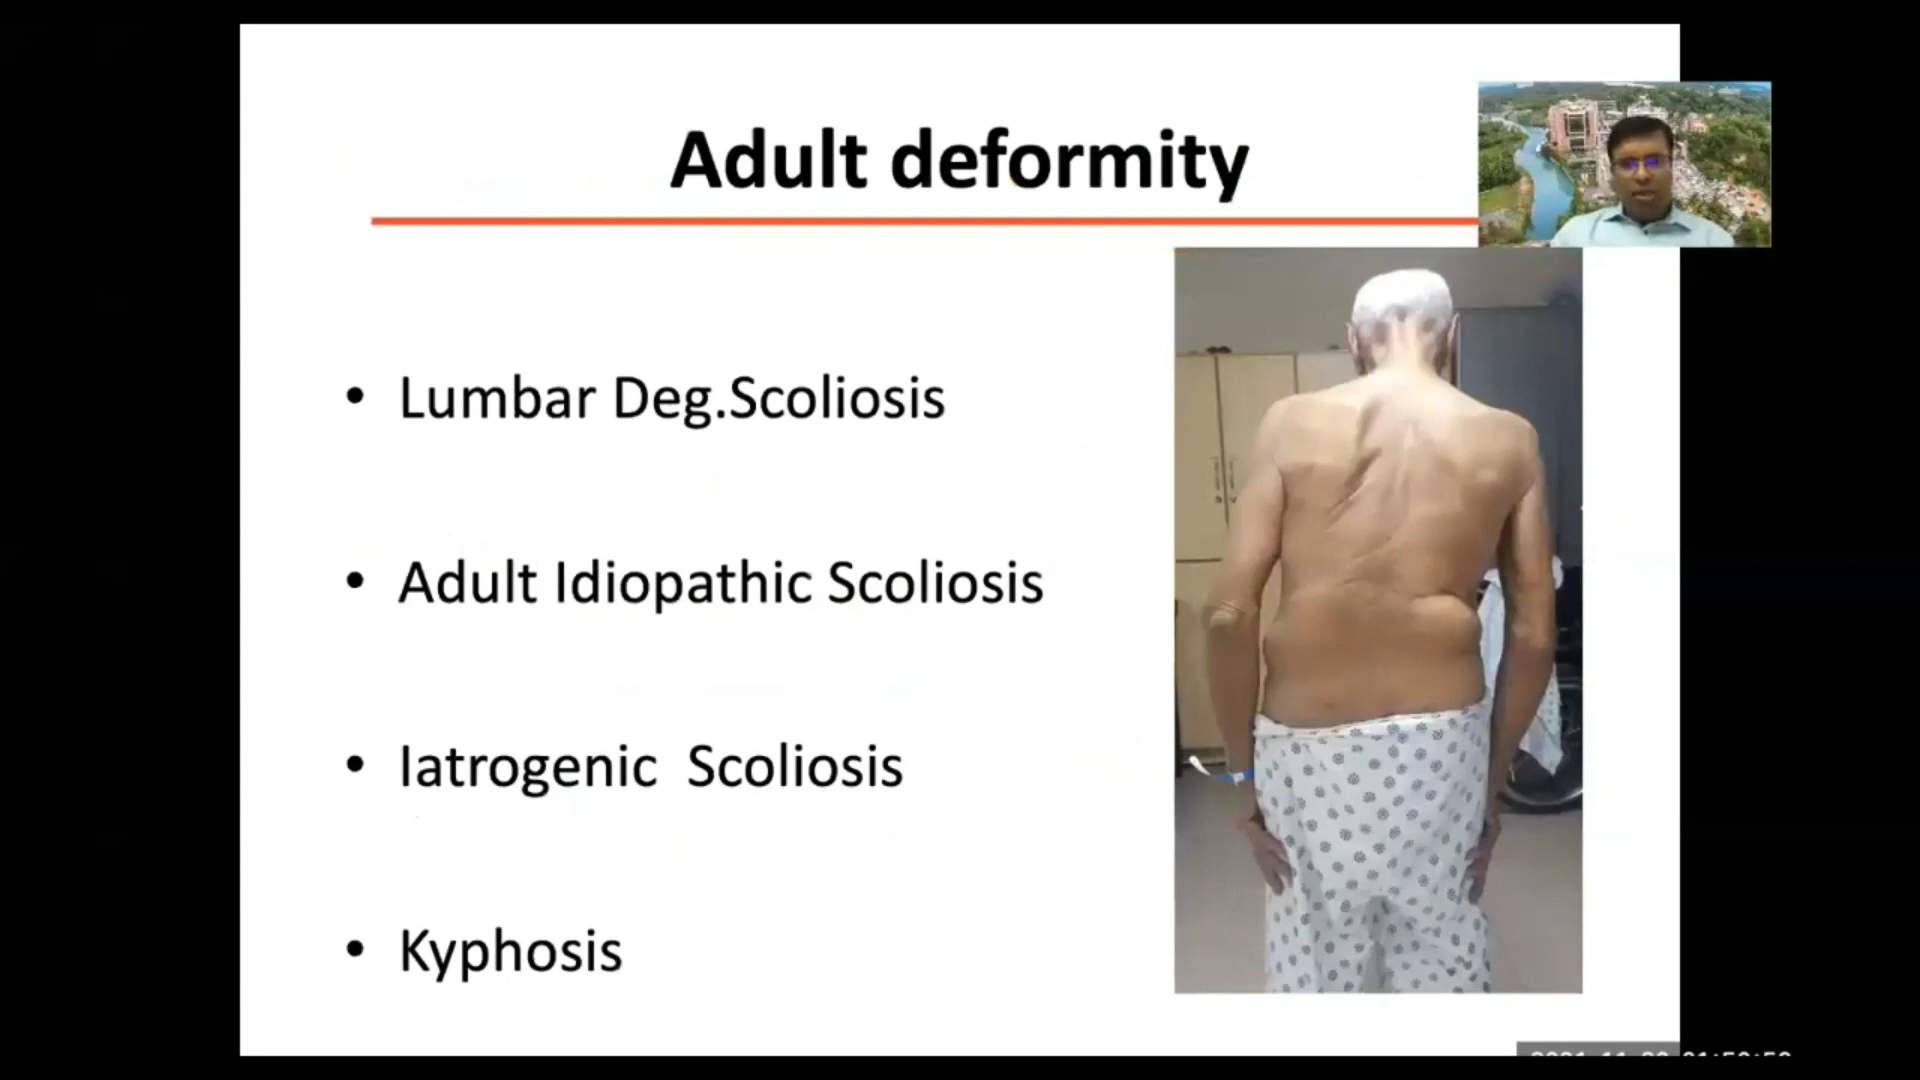 Adult deformity
• Lumbar Deg.Scoliosis
• Adult Idiopathic Scoliosis
• Iatrogenic  Scoliosis
• Kyphosis